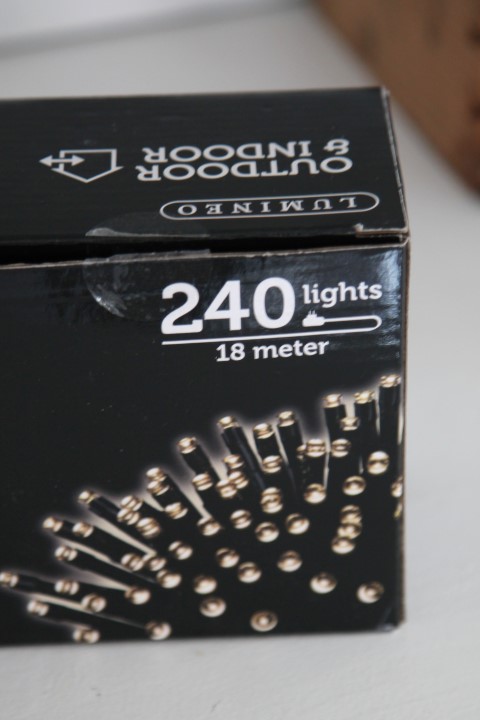 OUTDOOR
& INDOOR
LUMINEO
240 lights
18 meter